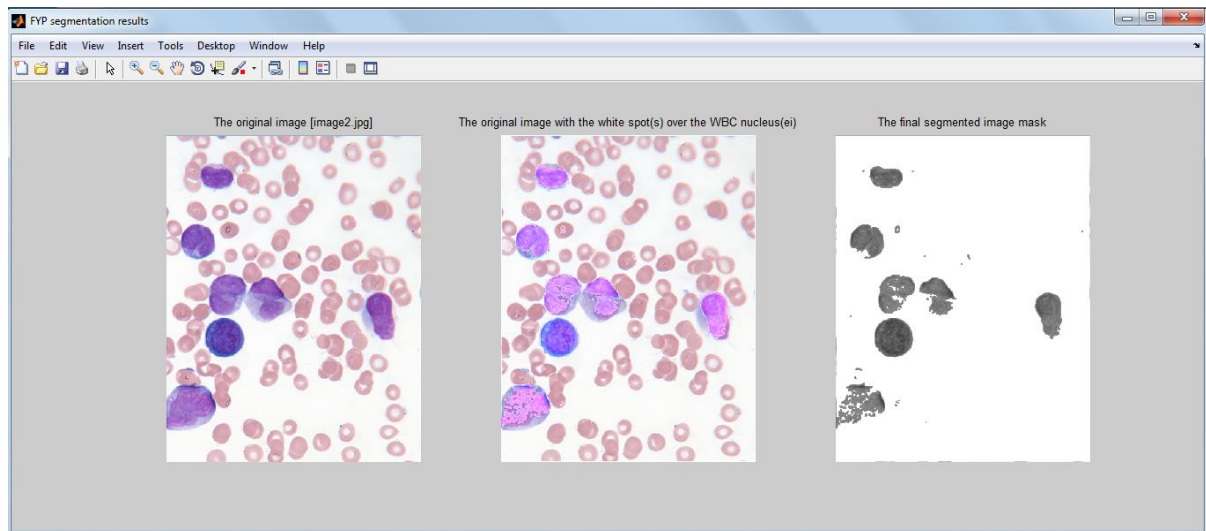 FYP segmentation results
File Edit View Insert Tools Desktop Window Help
The original image [image2.jpg]
The original image with the white spot(s) over the WBC nucleus(ei)
The final segmented image mask